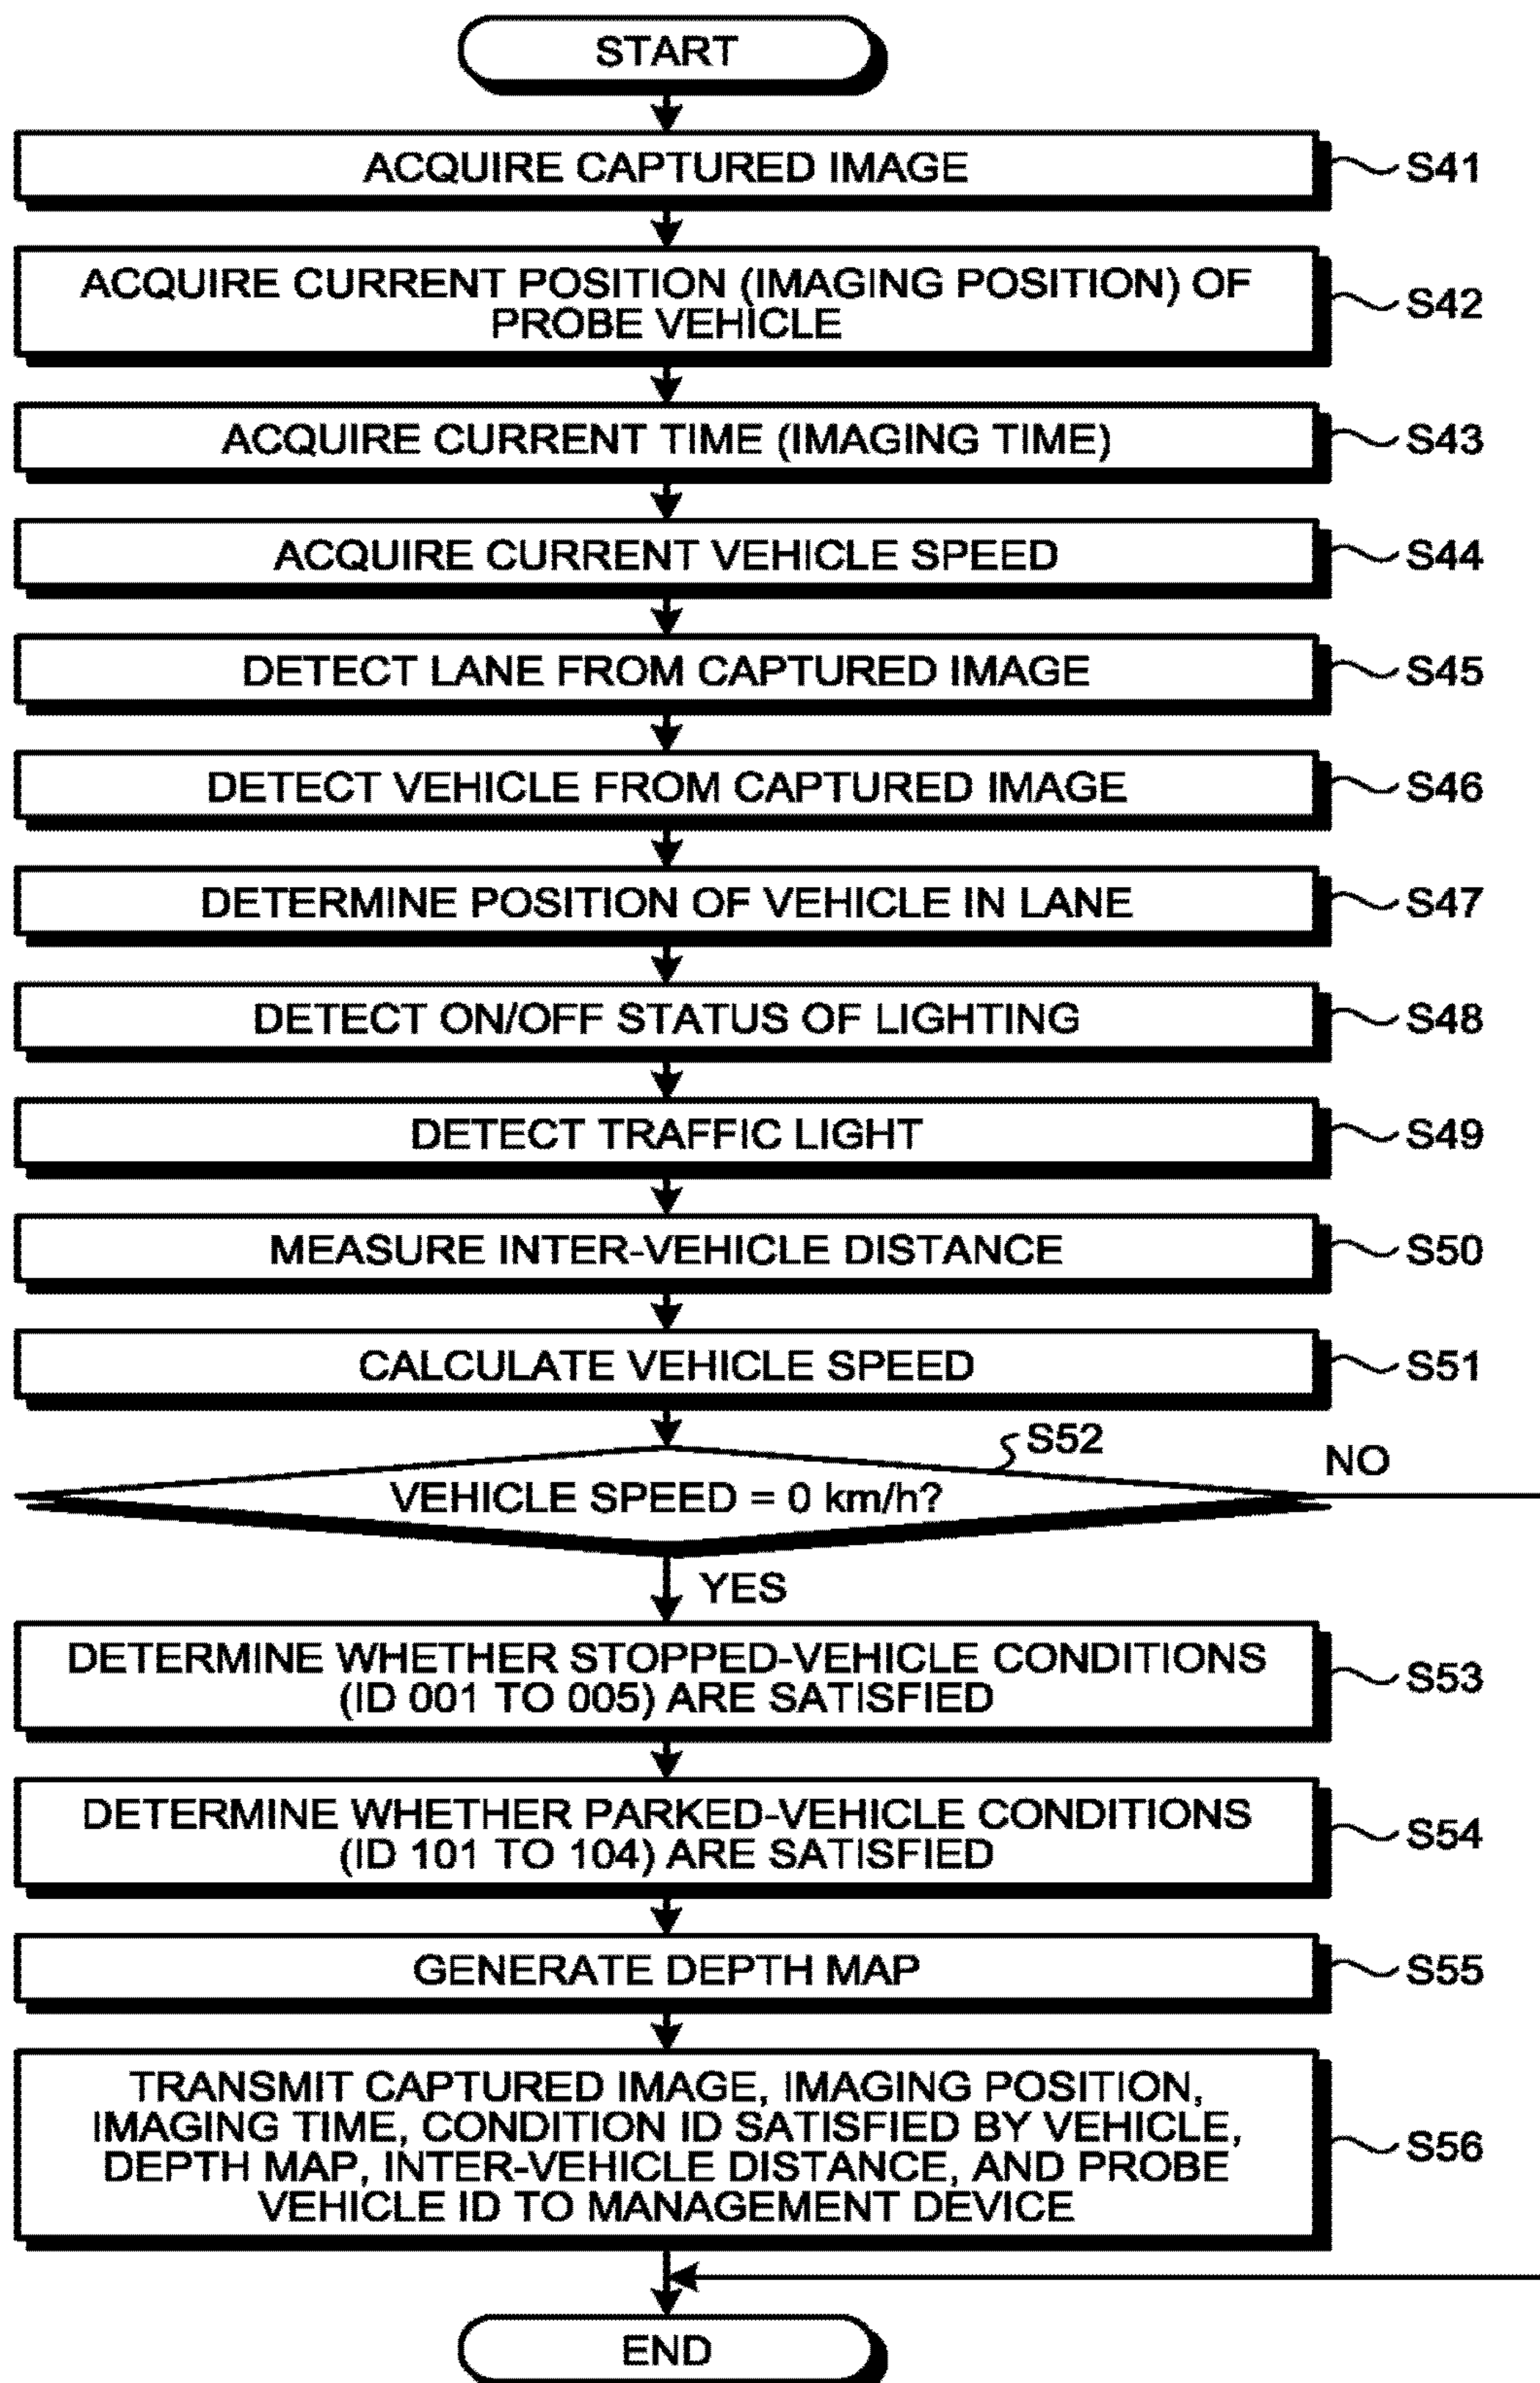 START
ACQUIRE CAPTURED IMAGE
S41
ACQUIRE CURRENT POSITION (IMAGING POSITION) OF
PROBE VEHICLE
S42
ACQUIRE CURRENT TIME (IMAGING TIME)
S43
ACQUIRE CURRENT VEHICLE SPEED
S44
DETECT LANE FROM CAPTURED IMAGE
S45
DETECT VEHICLE FROM CAPTURED IMAGE
S46
DETERMINE POSITION OF VEHICLE IN LANE
S47
DETECT ON/OFF STATUS OF LIGHTING
S48
DETECT TRAFFIC LIGHT
S49
MEASURE INTER-VEHICLE DISTANCE
S50
CALCULATE VEHICLE SPEED
S51
S52
VEHICLE SPEED = 0 km/h?
NO
YES
DETERMINE WHETHER STOPPED-VEHICLE CONDITIONS
(ID 001 TO 005) ARE SATISFIED
S53
DETERMINE WHETHER PARKED-VEHICLE CONDITIONS
(ID 101 TO 104) ARE SATISFIED
S54
GENERATE DEPTH MAP
S55
TRANSMIT CAPTURED IMAGE, IMAGING POSITION,
IMAGING TIME, CONDITION ID SATISFIED BY VEHICLE,
DEPTH MAP, INTER-VEHICLE DISTANCE, AND PROBE
VEHICLE ID TO MANAGEMENT DEVICE
S56
END